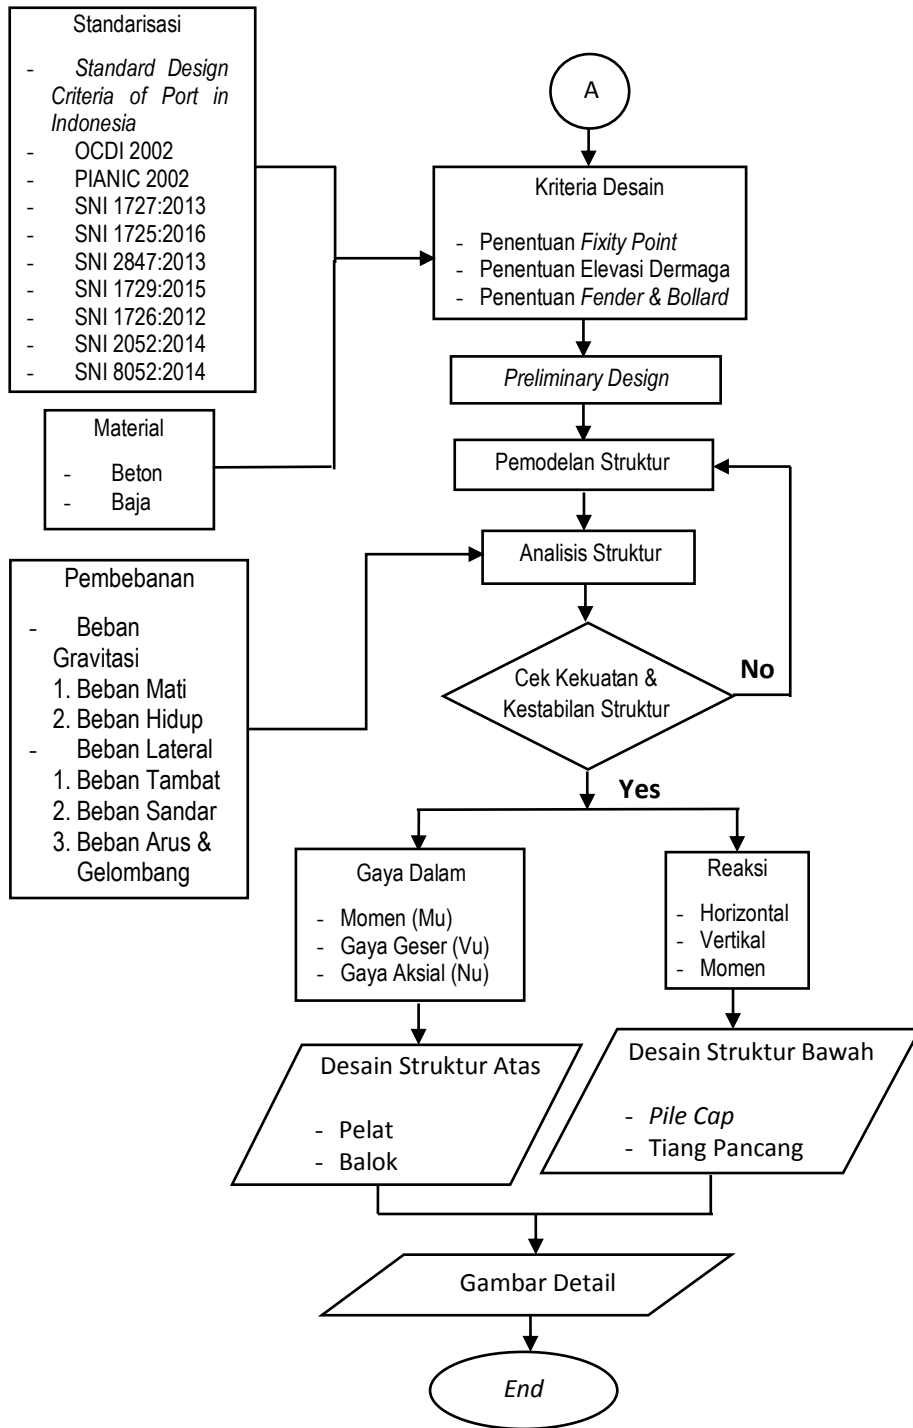 Standarisasi
- Standard Design
Criteria of Port in
Indonesia
- OCDI 2002
- PIANIC 2002
- SNI 1727:2013
- SNI 1725:2016
- SNI 2847:2013
- SNI 1729:2015
- SNI 1726:2012
- SNI 2052:2014
- SNI 8052:2014
Material
- Beton
- Baja
Pembebanan
- Beban
Gravitasi
1. Beban Mati
2. Beban Hidup
- Beban Lateral
1. Beban Tambat
2. Beban Sandar
3. Beban Arus &
Gelombang
A
Kriteria Desain
- Penentuan Fixity Point
- Penentuan Elevasi Dermaga
- Penentuan Fender & Bollard
Preliminary Design
Pemodelan Struktur
Analisis Struktur
Cek Kekuatan &
Kestabilan Struktur
No
Yes
Gaya Dalam
- Momen (Mu)
- Gaya Geser (Vu)
- Gaya Aksial (Nu)
Reaksi
- Horizontal
- Vertikal
- Momen
Desain Struktur Atas
- Pelat
- Balok
Desain Struktur Bawah
- Pile Cap
- Tiang Pancang
Gambar Detail
End